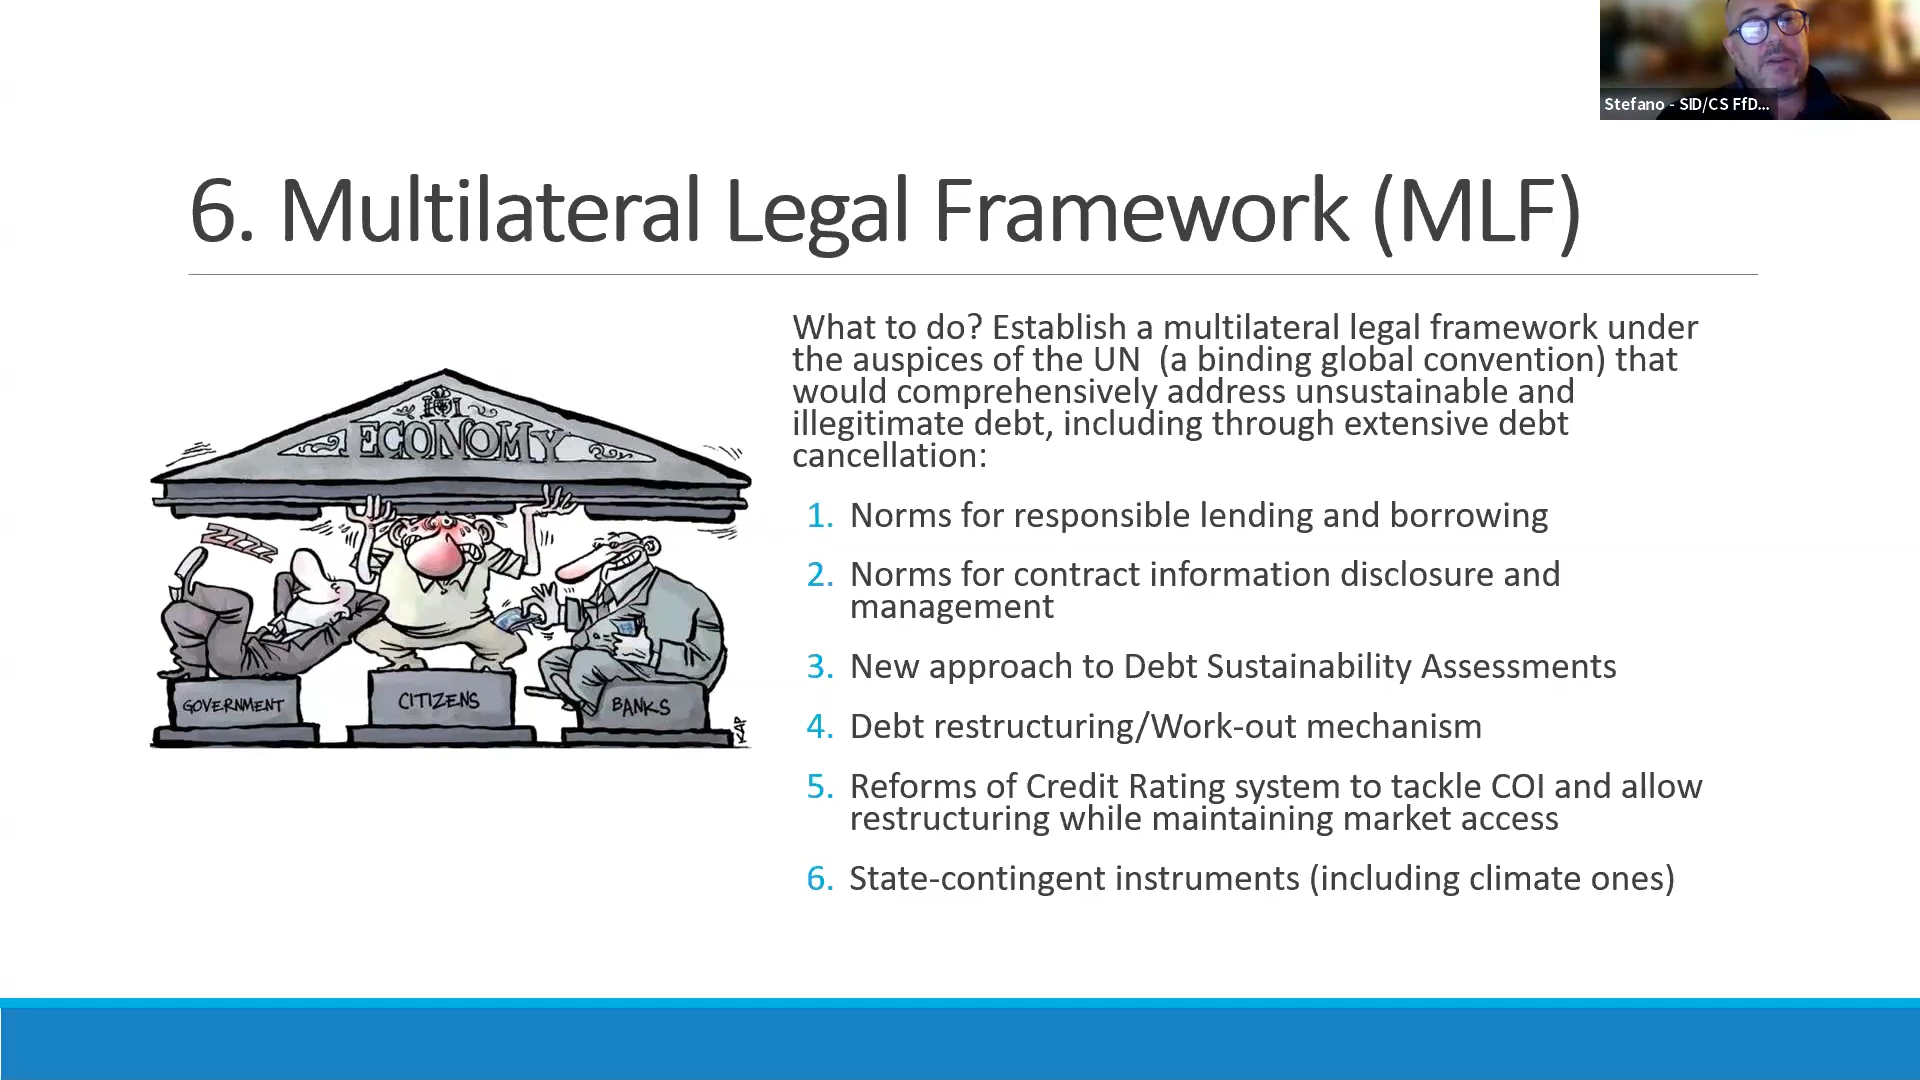 Stefano - SID/CS FfD...
6. Multilateral Legal Framework (MLF)
What to do? Establish a multilateral legal framework under
the auspices of the UN (a binding global convention) that
would comprehensively address unsustainable and
illegitimate debt, including through extensive debt
cancellation:
1. Norms for responsible lending and borrowing
2. Norms for contract information disclosure and
management
3. New approach to Debt Sustainability Assessments
4. Debt restructuring/Work-out mechanism
5. Reforms of Credit Rating system to tackle COI and allow
restructuring while maintaining market access
6. State-contingent instruments (including climate ones)
ECONOMY
GOVERNMENT
CITIZENS
BANKS
KAP